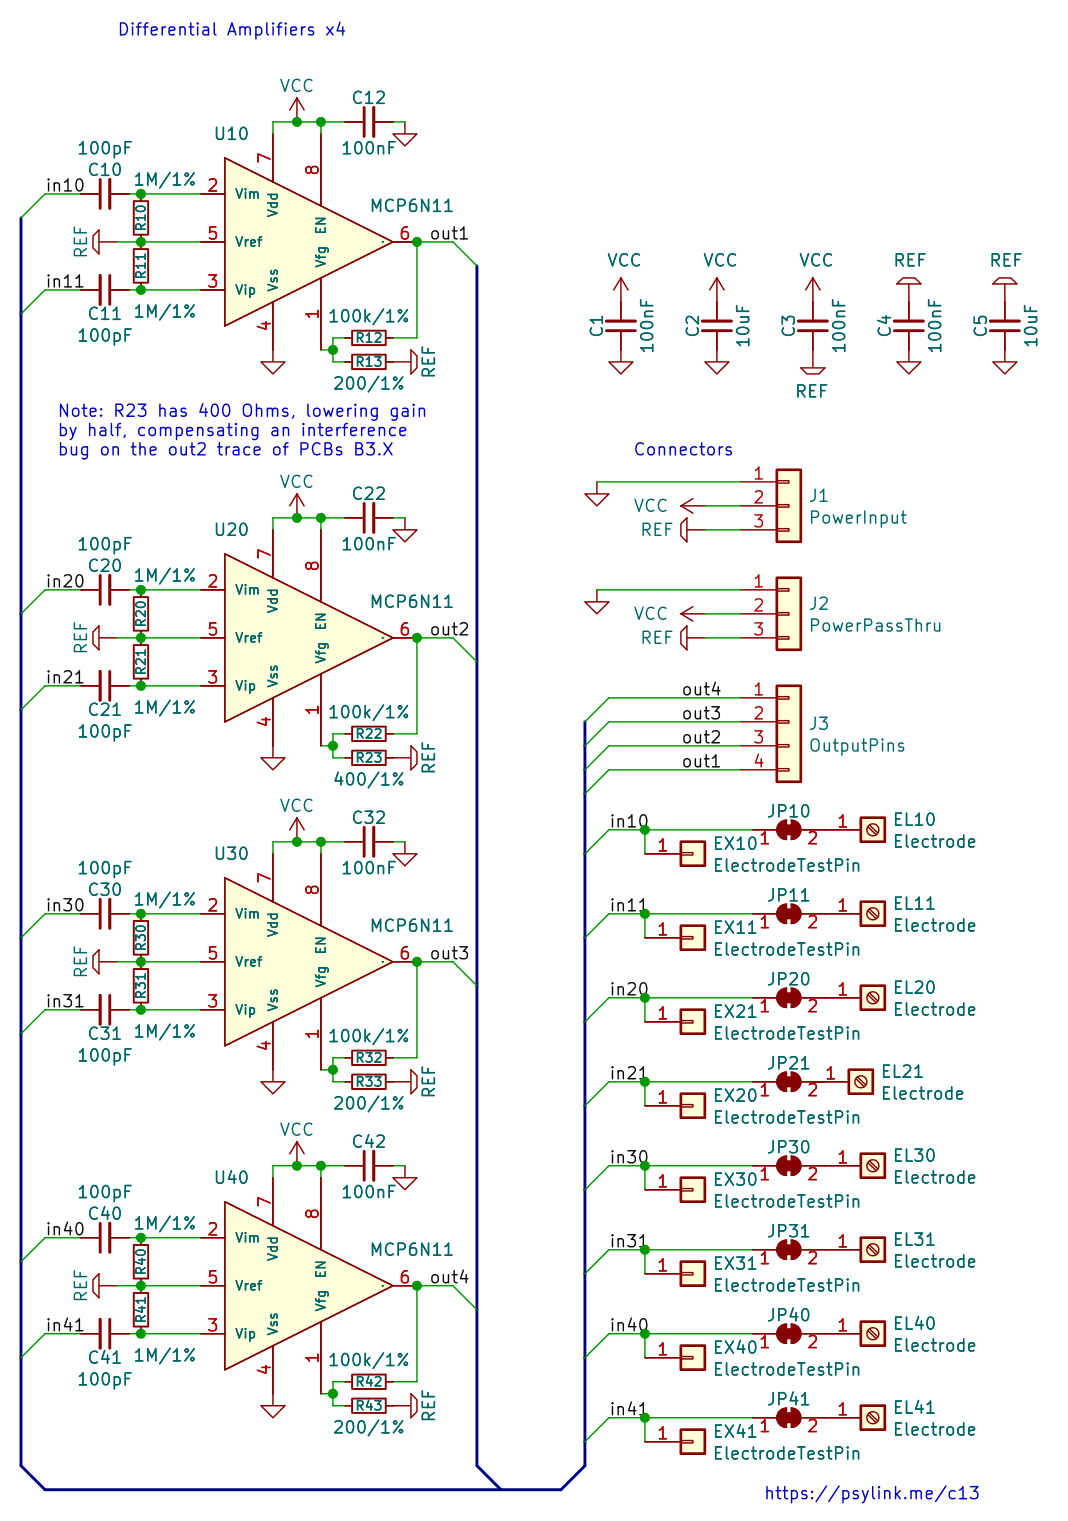 Differential Amplifiers x4
VCC
C12
100nF
U10
100pF
C10
1M/1%
in10
R10
REF
R11
in11
C11
1M/1%
100pF
2
Vim
5
Vref
3
Vip
7
Vdd
8
EN
Vfg
Vss
4
1
MCP6N11
6
out1
100k/1%
R12
R13
REF
200/1%
Note: R23 has 400 Ohms, lowering gain
by half, compensating an interference
bug on the out2 trace of PCBs B3.X
VCC
C22
100nF
U20
100pF
C20
1M/1%
in20
R20
REF
R21
in21
C21
1M/1%
100pF
2
Vim
5
Vref
3
Vip
7
Vdd
8
EN
Vfg
Vss
4
1
MCP6N11
6
out2
100k/1%
R22
R23
REF
400/1%
VCC
C32
100nF
U30
100pF
C30
1M/1%
in30
R30
REF
R31
in31
C31
1M/1%
100pF
2
Vim
5
Vref
3
Vip
7
Vdd
8
EN
Vfg
Vss
4
1
MCP6N11
6
out3
100k/1%
R32
R33
REF
200/1%
VCC
C42
100nF
U40
100pF
C40
1M/1%
in40
R40
REF
R41
in41
C41
1M/1%
100pF
2
Vim
5
Vref
3
Vip
7
Vdd
8
EN
Vfg
Vss
4
1
MCP6N11
6
out4
100k/1%
R42
R43
REF
200/1%
VCC
C1
100nF
VCC
C2
10uF
VCC
C3
100nF
REF
REF
C4
100nF
REF
C5
10uF
Connectors
1
VCC
2
REF
3
J1
PowerInput
1
VCC
2
REF
3
J2
PowerPassThru
out4
1
out3
2
out2
3
out1
4
J3
OutputPins
in10
JP10
1
2
1
EL10
Electrode
1
EX10
ElectrodeTestPin
in11
JP11
1
2
1
EL11
Electrode
1
EX11
ElectrodeTestPin
in20
JP20
1
2
1
EL20
Electrode
1
EX21
ElectrodeTestPin
in21
JP21
1
2
1
EL21
Electrode
1
EX20
ElectrodeTestPin
in30
JP30
1
2
1
EL30
Electrode
1
EX30
ElectrodeTestPin
in31
JP31
1
2
1
EL31
Electrode
1
EX31
ElectrodeTestPin
in40
JP40
1
2
1
EL40
Electrode
1
EX40
ElectrodeTestPin
in41
JP41
1
2
1
EL41
Electrode
1
EX41
ElectrodeTestPin
https://psylink.me/c13